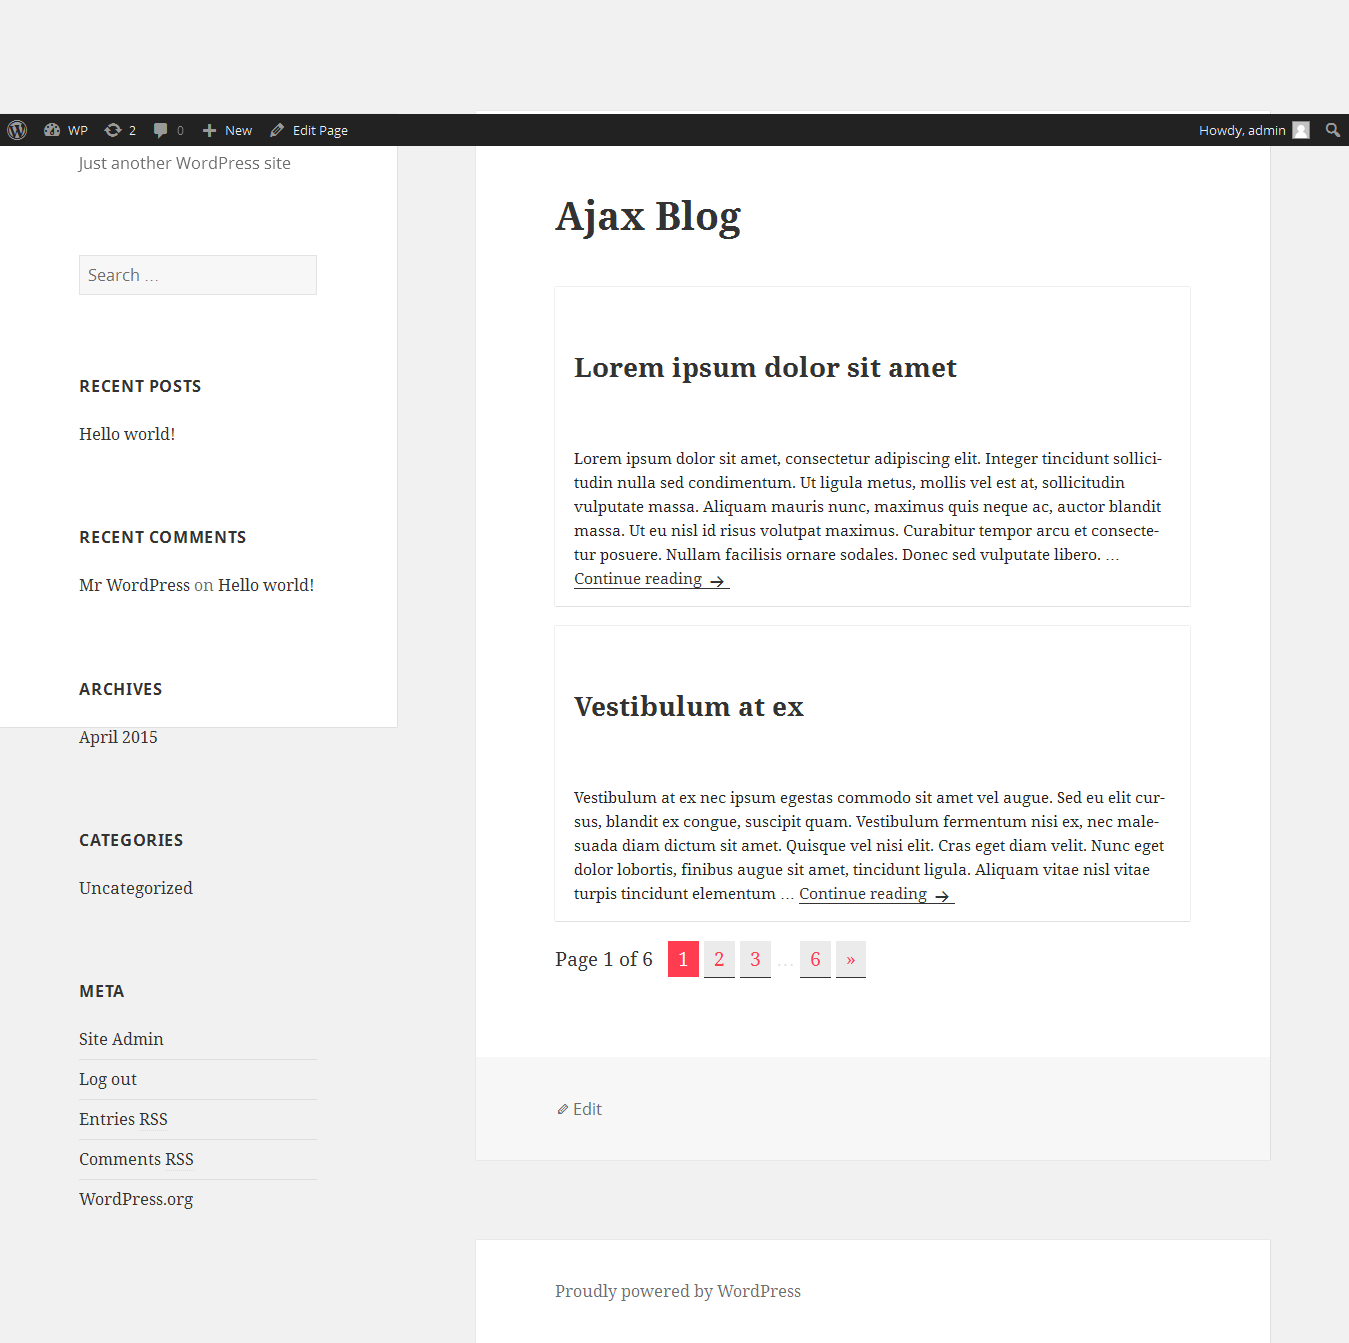 WP 2 0 New Edit Page Howdy, admin
Just another WordPress site
Search …
RECENT POSTS
Hello world!
RECENT COMMENTS
Mr WordPress on Hello world!
ARCHIVES
April 2015
CATEGORIES
Uncategorized
META
Site Admin
Log out
Entries RSS
Comments RSS
WordPress.org
Ajax Blog
Lorem ipsum dolor sit amet
Lorem ipsum dolor sit amet, consectetur adipiscing elit. Integer tincidunt sollici-
tudin nulla sed condimentum. Ut ligula metus, mollis vel est at, sollicitudin
vulputate massa. Aliquam mauris nunc, maximus quis neque ac, auctor blandit
massa. Ut eu nisl id risus volutpat maximus. Curabitur tempor arcu et consecte-
tur posuere. Nullam facilisis ornare sodales. Donec sed vulputate libero. …
Continue reading →
Vestibulum at ex
Vestibulum at ex nec ipsum egestas commodo sit amet vel augue. Sed eu elit cur-
sus, blandit ex congue, suscipit quam. Vestibulum fermentum nisi ex, nec male-
suada diam dictum sit amet. Quisque vel nisi elit. Cras eget diam velit. Nunc eget
dolor lobortis, finibus augue sit amet, tincidunt ligula. Aliquam vitae nisl vitae
turpis tincidunt elementum … Continue reading →
Page 1 of 6 1 2 3 … 6 »
Edit
Proudly powered by WordPress